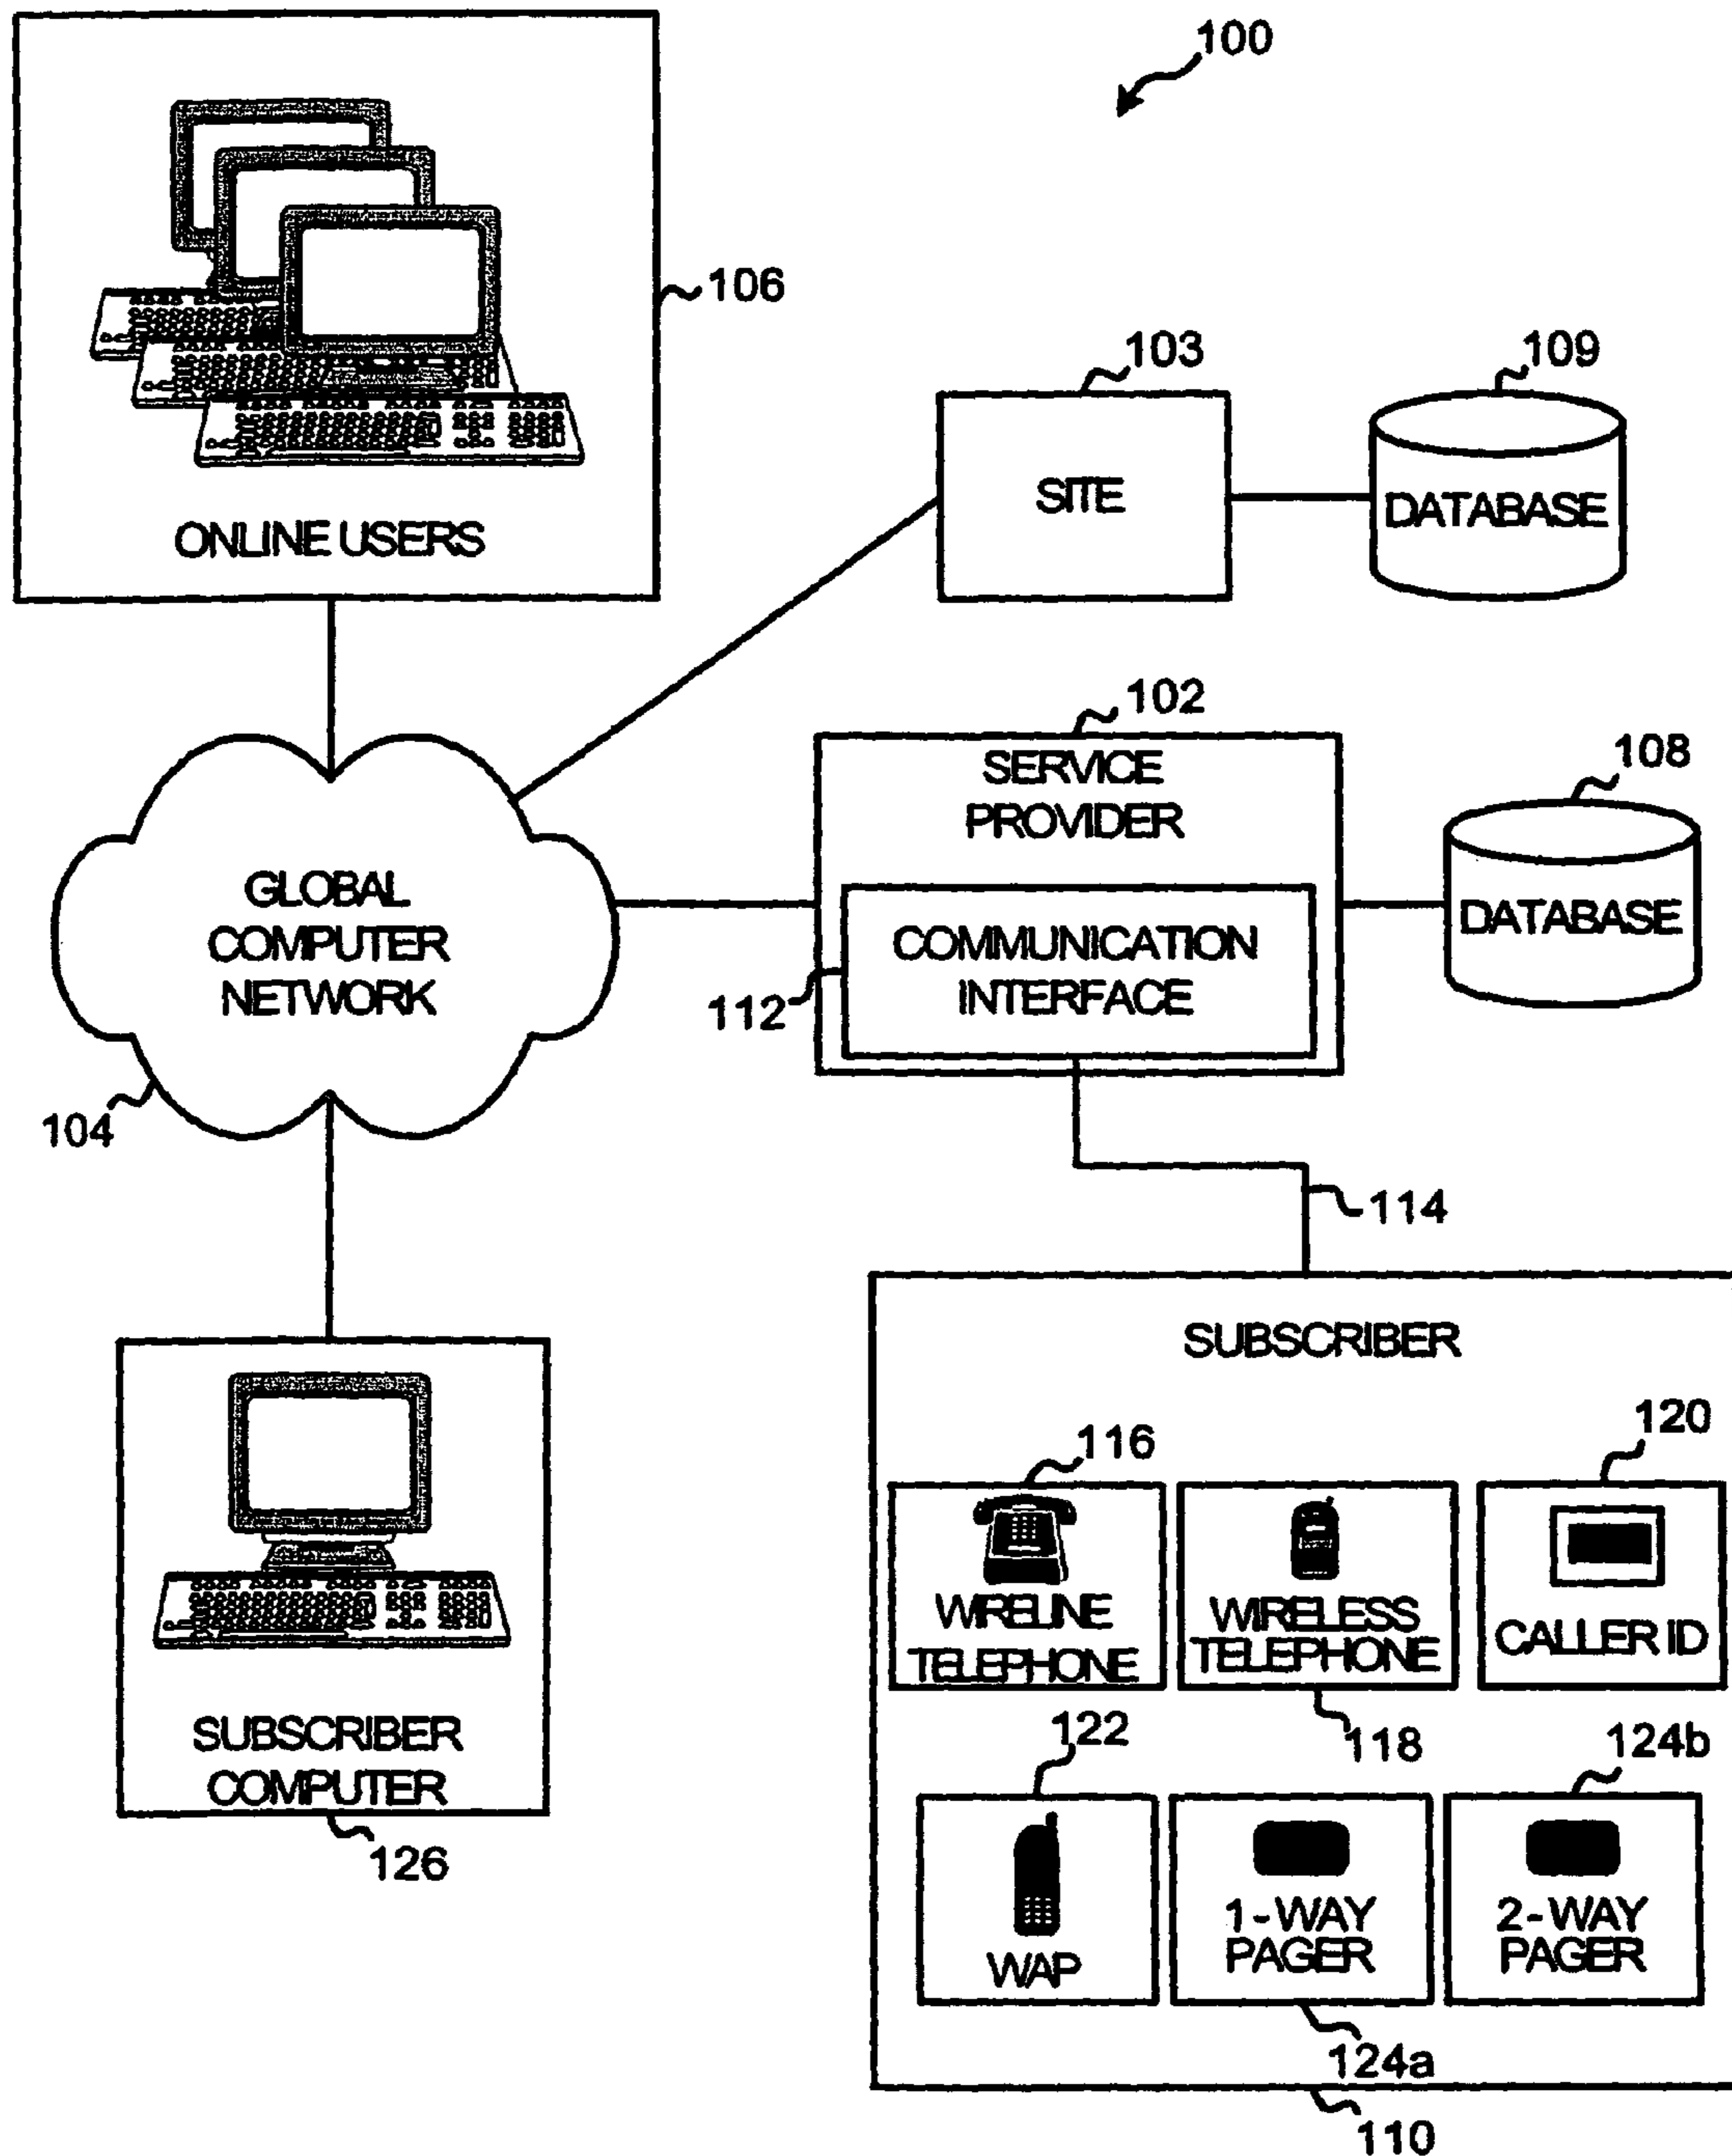 100
106
ONLINE USERS
103
109
SITE
DATABASE
102
108
SERVICE
PROVIDER
GLOBAL
COMPUTER
NETWORK
COMMUNICATION
INTERFACE
DATABASE
112
104
114
SUBSCRIBER
116
120
WIRELINE
TELEPHONE
WIRELESS
TELEPHONE
CALLER ID
118
SUBSCRIBER
COMPUTER
126
122
124b
WAP
1-WAY
PAGER
2-WAY
PAGER
124a
110